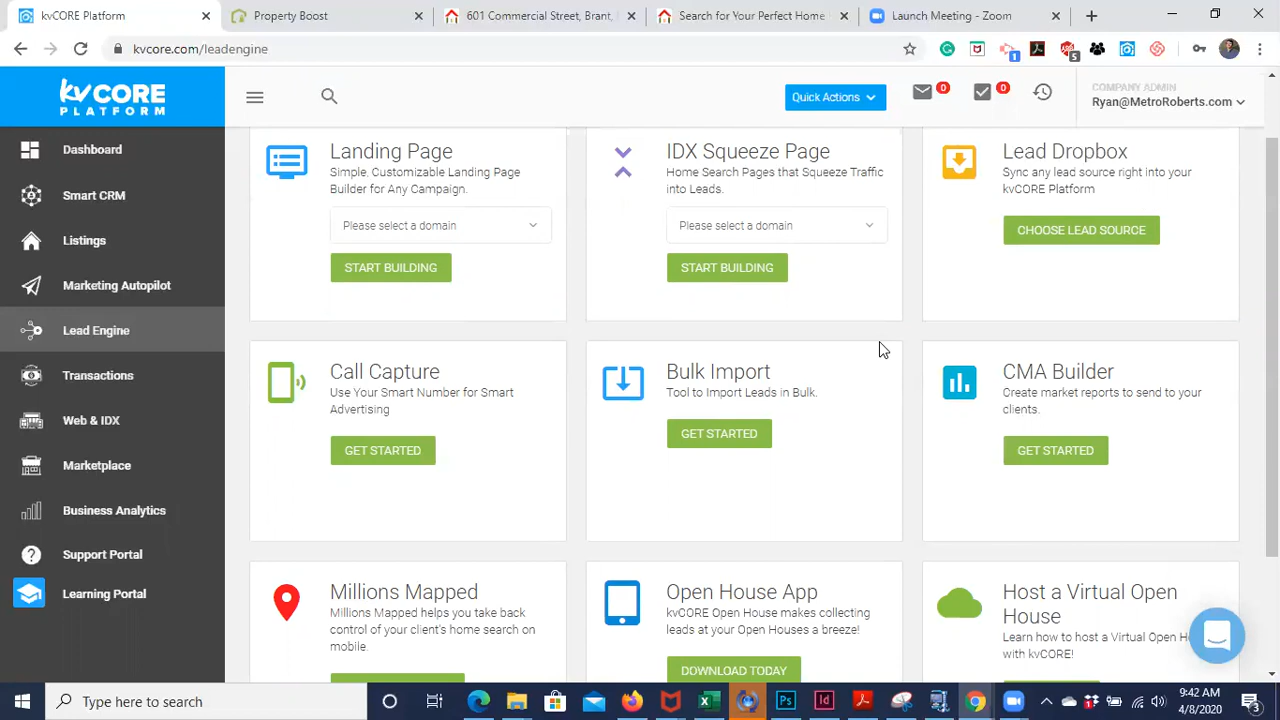 kvCORE Platform
Property Boost
601 Commercial Street, Brant,
Search for Your Perfect Home
Launch Meeting - Zoom
kvcore.com/leadengine
1
5
kvCORE
PLATFORM
Quick Actions
0
0
COMPANY ADMIN
Ryan@MetroRoberts.com
Dashboard
Smart CRM
Listings
Marketing Autopilot
Lead Engine
Transactions
Web & IDX
Marketplace
Business Analytics
Support Portal
Learning Portal
Landing Page
Simple, Customizable Landing Page
Builder for Any Campaign.
Please select a domain
START BUILDING
IDX Squeeze Page
Home Search Pages that Squeeze Traffic
into Leads.
Please select a domain
START BUILDING
Lead Dropbox
Sync any lead source right into your
kvCORE Platform
CHOOSE LEAD SOURCE
Call Capture
Use Your Smart Number for Smart
Advertising
GET STARTED
Bulk Import
Tool to Import Leads in Bulk.
GET STARTED
CMA Builder
Create market reports to send to your
clients.
GET STARTED
Millions Mapped
Millions Mapped helps you take back
control of your client's home search on
mobile.
Open House App
kvCORE Open House makes collecting
leads at your Open Houses a breeze!
DOWNLOAD TODAY
Host a Virtual Open
House
Learn how to host a Virtual Open
with kvCORE!
Type here to search
Ps
Id
9:42 AM
4/8/2020
3